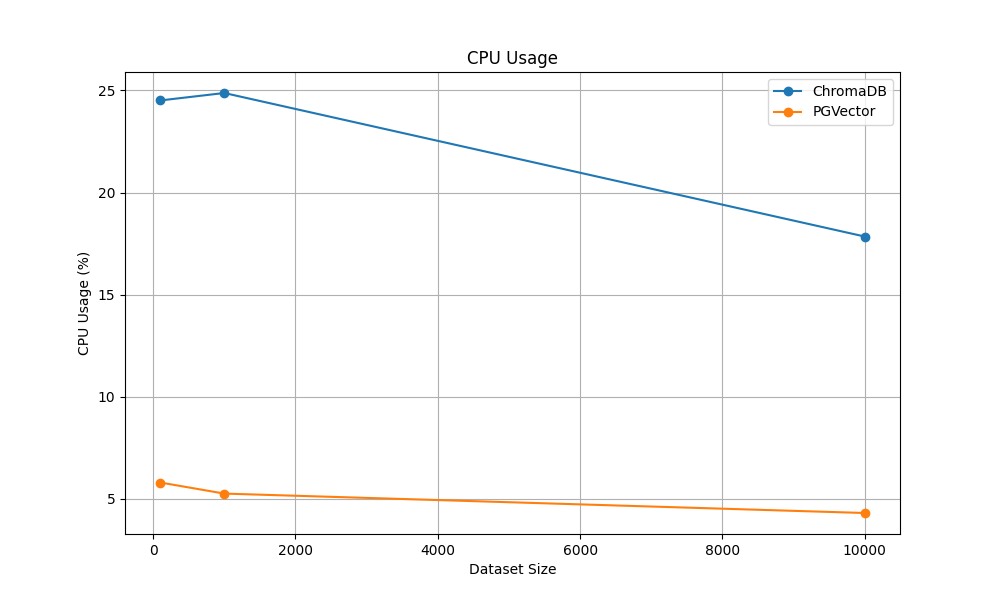 CPU Usage
ChromaDB
PGVector
25
20
15
10
5
CPU Usage (%)
0 2000 4000 6000 8000 10000
Dataset Size